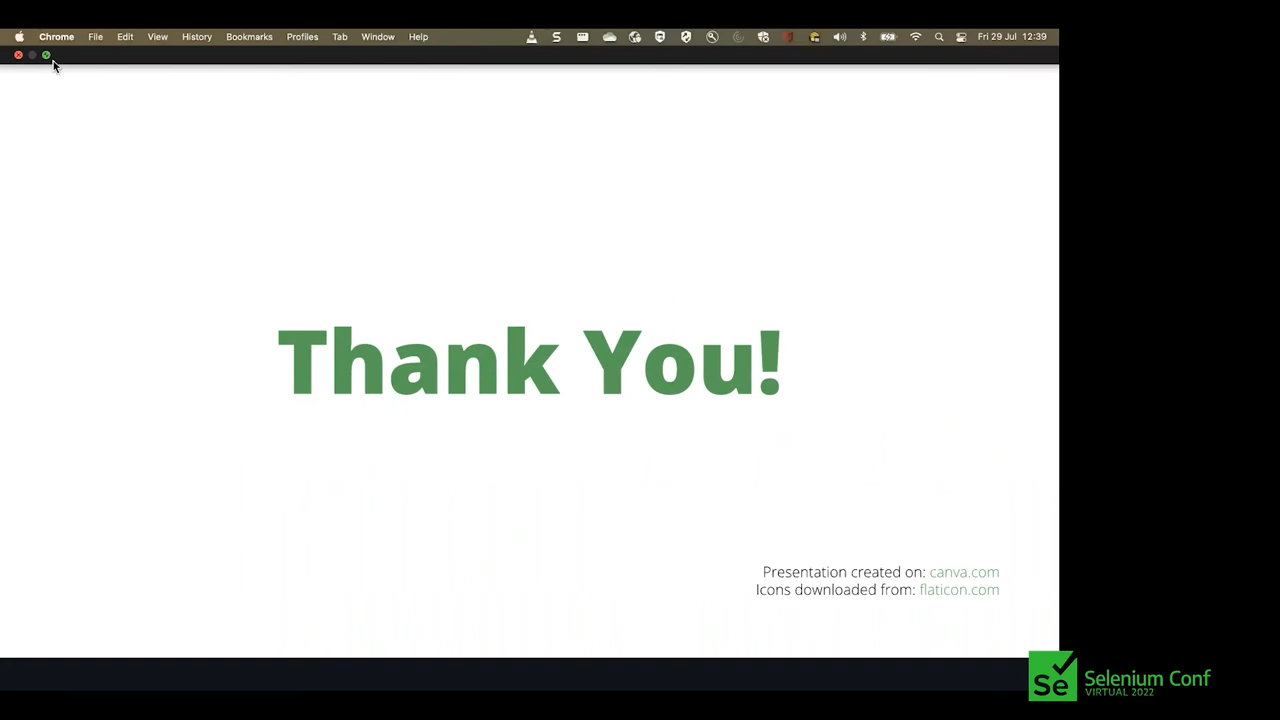 Chrome File Edit View History Bookmarks Profiles Tab Window Help Fri 29 Jul 12:39
Thank You!
Presentation created on: canva.com
Icons downloaded from: flaticon.com
Se Selenium Conf
VIRTUAL 2022